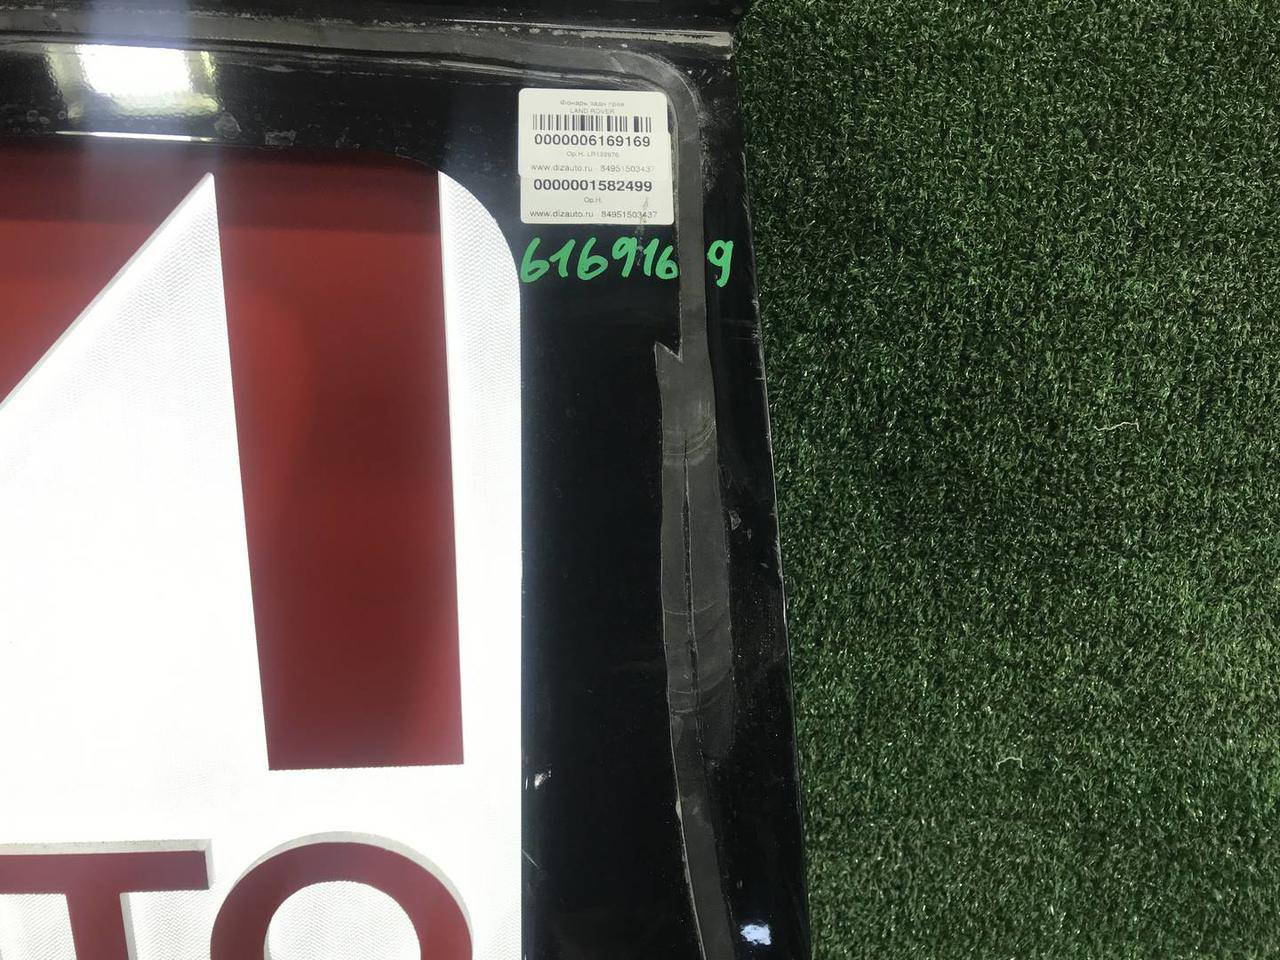 Фонарь задн прав
LAND ROVER
0000006169169
Ор.Н. LR132976
www.dizauto.ru 84951503437
0000001582499
Ор.Н.
www.dizauto.ru 84951503437
6169169
TO